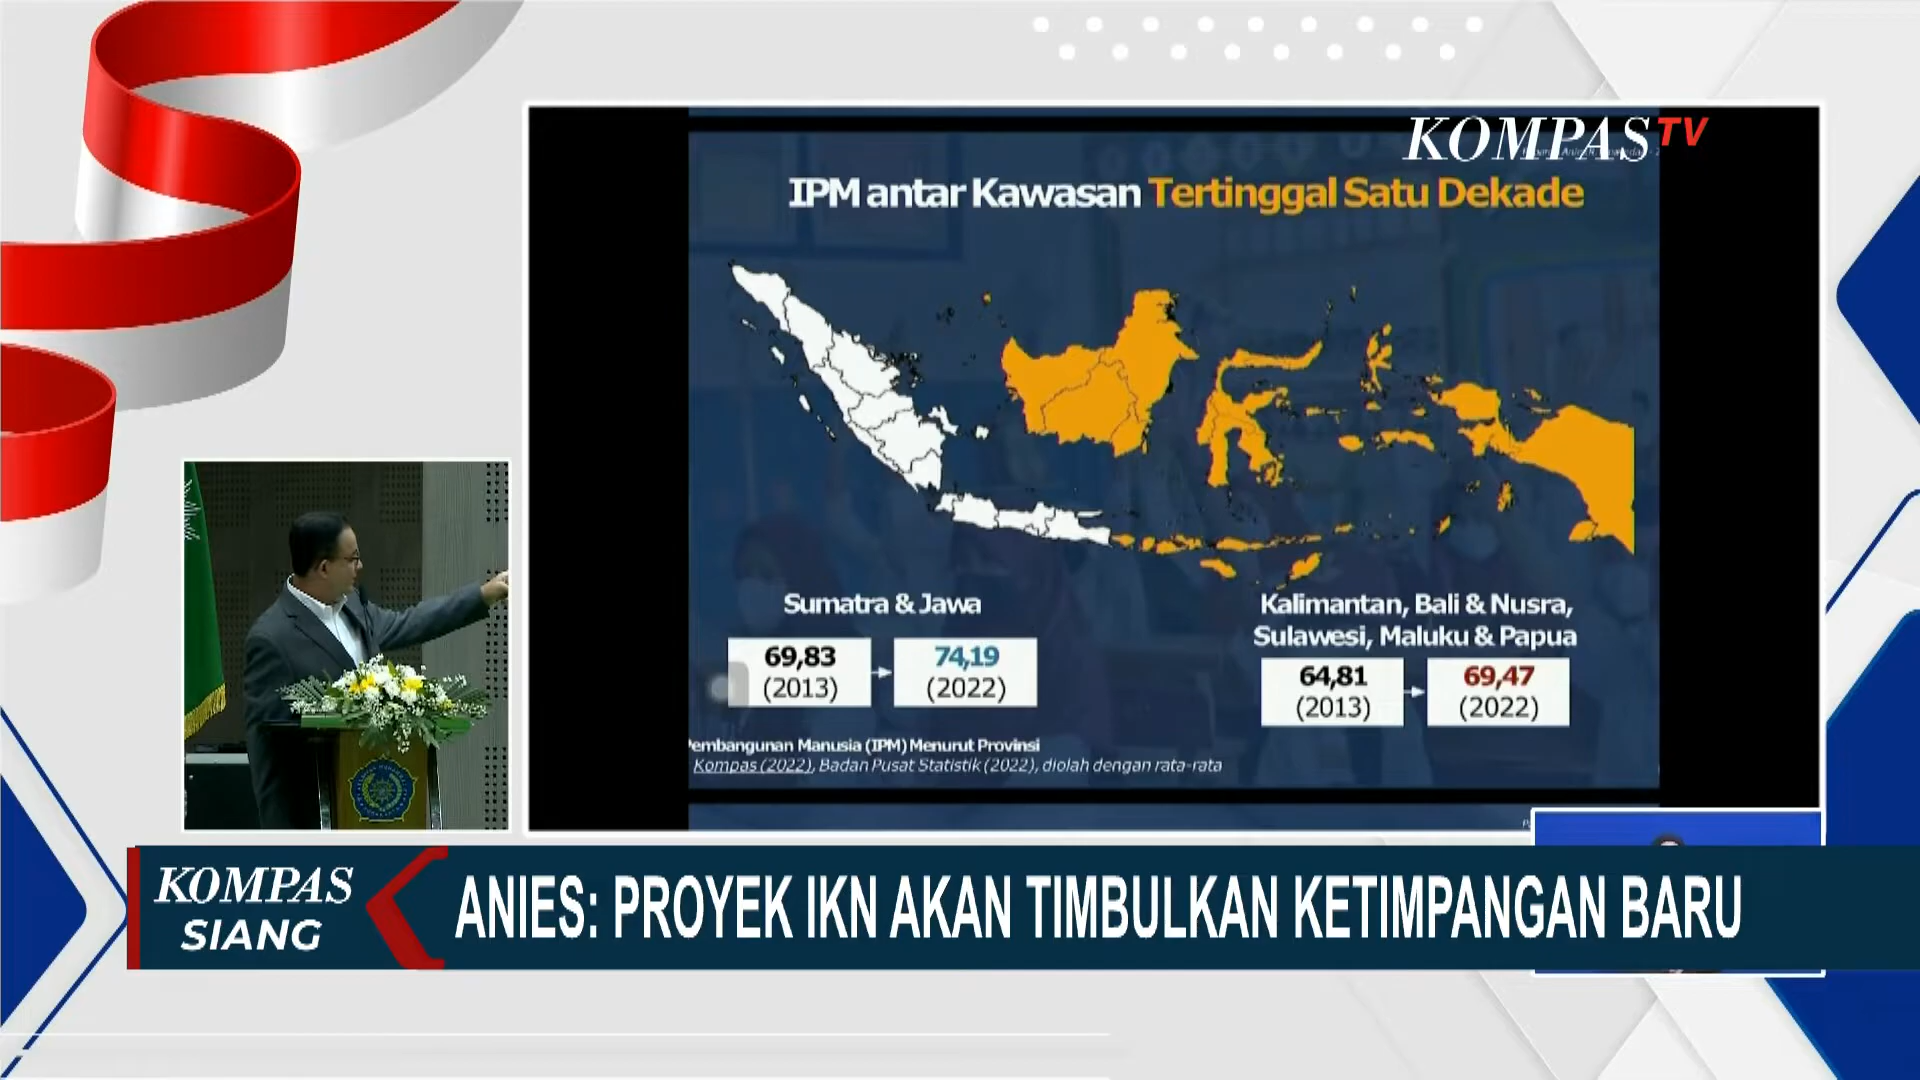 KOMPAS TV
IPM antar Kawasan Tertinggal Satu Dekade
Sumatra & Jawa
69,83
(2013)
74,19
(2022)
Kalimantan, Bali & Nusra,
Sulawesi, Maluku & Papua
64,81
(2013)
69,47
(2022)
Pembangunan Manusia (IPM) Menurut Provinsi
Kompas (2022), Badan Pusat Statistik (2022), diolah dengan rata-rata
KOMPAS
SIANG
ANIES: PROYEK IKN AKAN TIMBULKAN KETIMPANGAN BARU